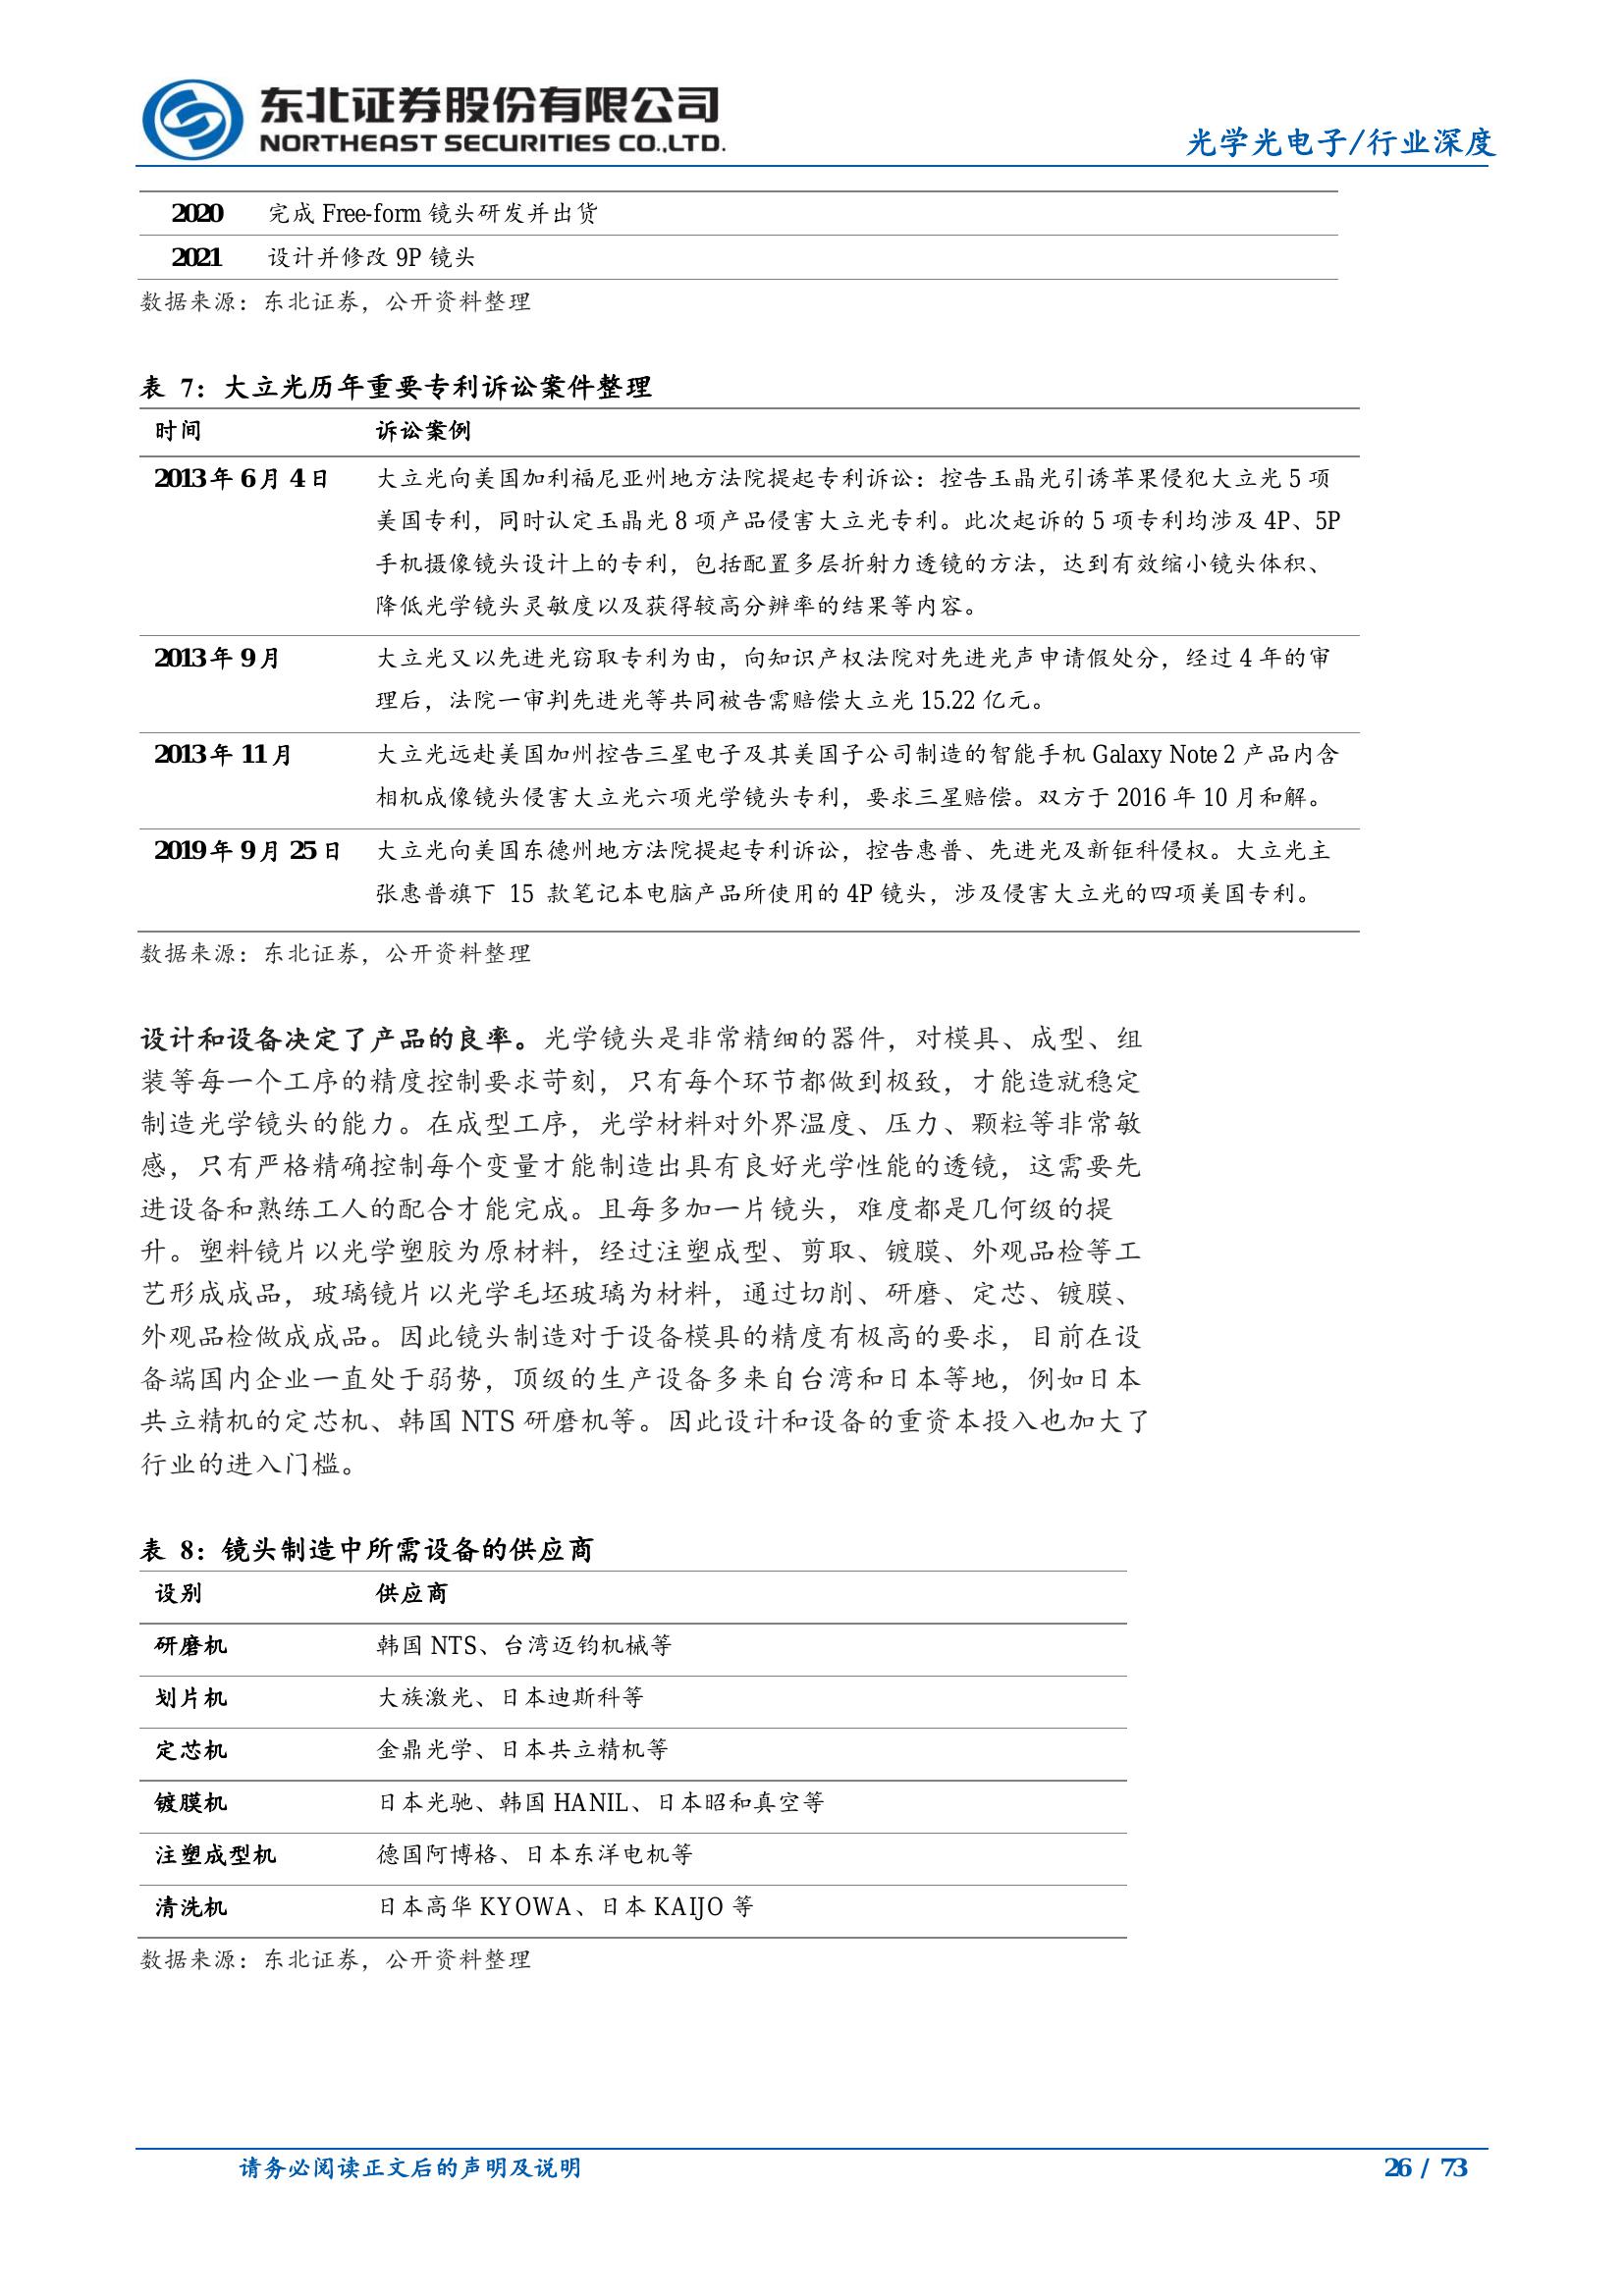 东北证券股份有限公司
NORTHEAST SECURITIES CO.,LTD.
光学光电子/行业深度
2020 完成 Free-form 镜头研发并出货
2021 设计并修改 9P 镜头
数据来源：东北证券，公开资料整理
表 7：大立光历年重要专利诉讼案件整理
时间 诉讼案例
2013 年 6 月 4 日 大立光向美国加利福尼亚州地方法院提起专利诉讼：控告玉晶光引诱苹果侵犯大立光 5 项
美国专利，同时认定玉晶光 8 项产品侵害大立光专利。此次起诉的 5 项专利均涉及 4P、5P
手机摄像镜头设计上的专利，包括配置多层折射力透镜的方法，达到有效缩小镜头体积、
降低光学镜头灵敏度以及获得较高分辨率的结果等内容。
2013 年 9 月 大立光又以先进光窃取专利为由，向知识产权法院对先进光声申请假处分，经过 4 年的审
理后，法院一审判先进光等共同被告需赔偿大立光 15.22 亿元。
2013 年 11 月 大立光远赴美国加州控告三星电子及其美国子公司制造的智能手机 Galaxy Note 2 产品内含
相机成像镜头侵害大立光六项光学镜头专利，要求三星赔偿。双方于 2016 年 10 月和解。
2019 年 9 月 25 日 大立光向美国东德州地方法院提起专利诉讼，控告惠普、先进光及新钜科侵权。大立光主
张惠普旗下 15 款笔记本电脑产品所使用的 4P 镜头，涉及侵害大立光的四项美国专利。
数据来源：东北证券，公开资料整理
设计和设备决定了产品的良率。光学镜头是非常精细的器件，对模具、成型、组
装等每一个工序的精度控制要求苛刻，只有每个环节都做到极致，才能造就稳定
制造光学镜头的能力。在成型工序，光学材料对外界温度、压力、颗粒等非常敏
感，只有严格精确控制每个变量才能制造出具有良好光学性能的透镜，这需要先
进设备和熟练工人的配合才能完成。且每多加一片镜头，难度都是几何级的提
升。塑料镜片以光学塑胶为原材料，经过注塑成型、剪取、镀膜、外观品检等工
艺形成成品，玻璃镜片以光学毛坯玻璃为材料，通过切削、研磨、定芯、镀膜、
外观品检做成成品。因此镜头制造对于设备模具的精度有极高的要求，目前在设
备端国内企业一直处于弱势，顶级的生产设备多来自台湾和日本等地，例如日本
共立精机的定芯机、韩国 NTS 研磨机等。因此设计和设备的重资本投入也加大了
行业的进入门槛。
表 8：镜头制造中所需设备的供应商
设别 供应商
研磨机 韩国 NTS、台湾迈钧机械等
划片机 大族激光、日本迪斯科等
定芯机 金鼎光学、日本共立精机等
镀膜机 日本光驰、韩国 HANIL、日本昭和真空等
注塑成型机 德国阿博格、日本东洋电机等
清洗机 日本高华 KYOWA、日本 KAIJO 等
数据来源：东北证券，公开资料整理
请务必阅读正文后的声明及说明 26 / 73